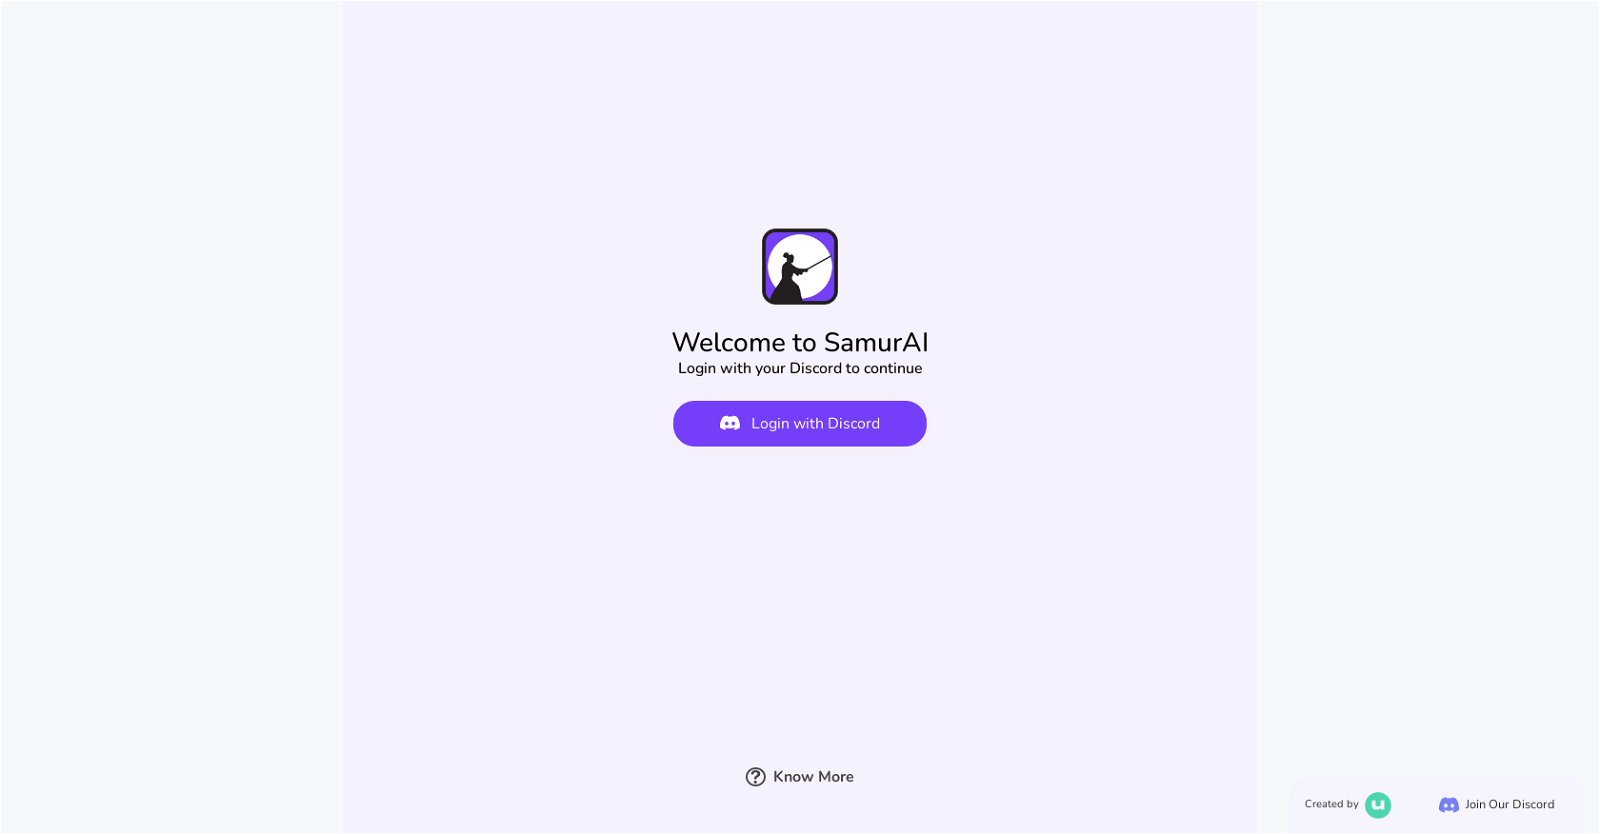 Welcome to SamurAI
Login with your Discord to continue
Login with Discord
Know More
Created by
Join Our Discord